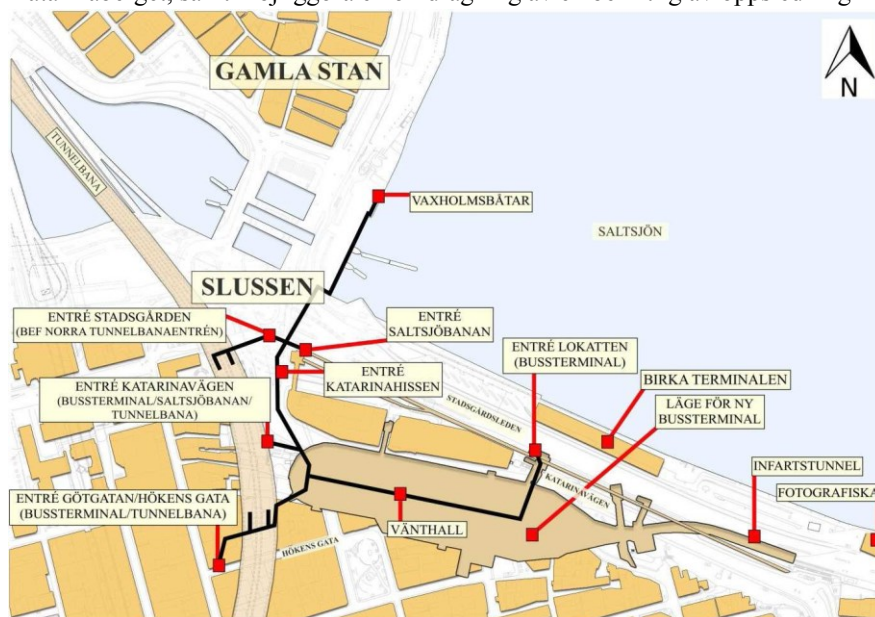 GAMLA STAN
N
TUNNELBANA
VAXHOLMSBÅTAR
SALTSJÖN
SLUSSEN
ENTRÉ STADSGÅRDEN
(BEF NORRA TUNNELBANAENTRÉN)
ENTRÉ
SALTSJÖBANAN
ENTRÉ LOKATTEN
(BUSSTERMINAL)
ENTRÉ
KATARINAHISSEN
BIRKA TERMINALEN
ENTRÉ KATARINAVÄGEN
(BUSSTERMINAL/SALTSJÖBANAN/
TUNNELBANA)
STADSGÅRDSLEDEN
LÄGE FÖR NY
BUSSTERMINAL
KATARINAVÄGEN
INFARTSTUNNEL
FOTOGRAFISKA
ENTRÉ GÖTGATAN/HÖKENS GATA
(BUSSTERMINAL/TUNNELBANA)
VÄNTHALL
HÖKENS GATA